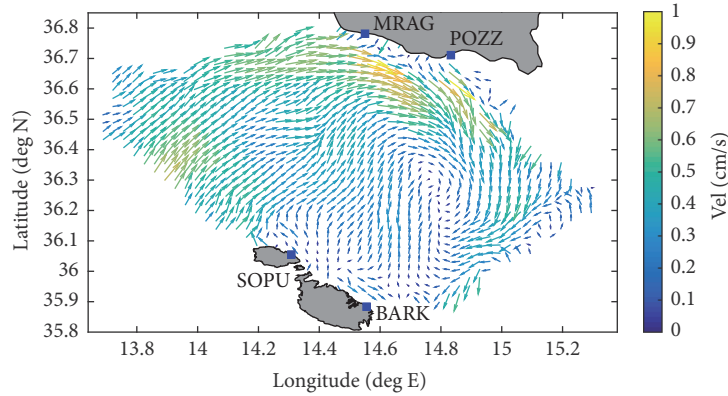 MRAG
POZZ
SOPU
BARK
36.8
36.7
36.6
36.5
36.4
36.3
36.2
36.1
36
35.9
35.8
Latitude (deg N)
13.8 14 14.2 14.4 14.6 14.8 15 15.2
Longitude (deg E)
1
0.9
0.8
0.7
0.6
0.5
0.4
0.3
0.2
0.1
0
Vel (cm/s)